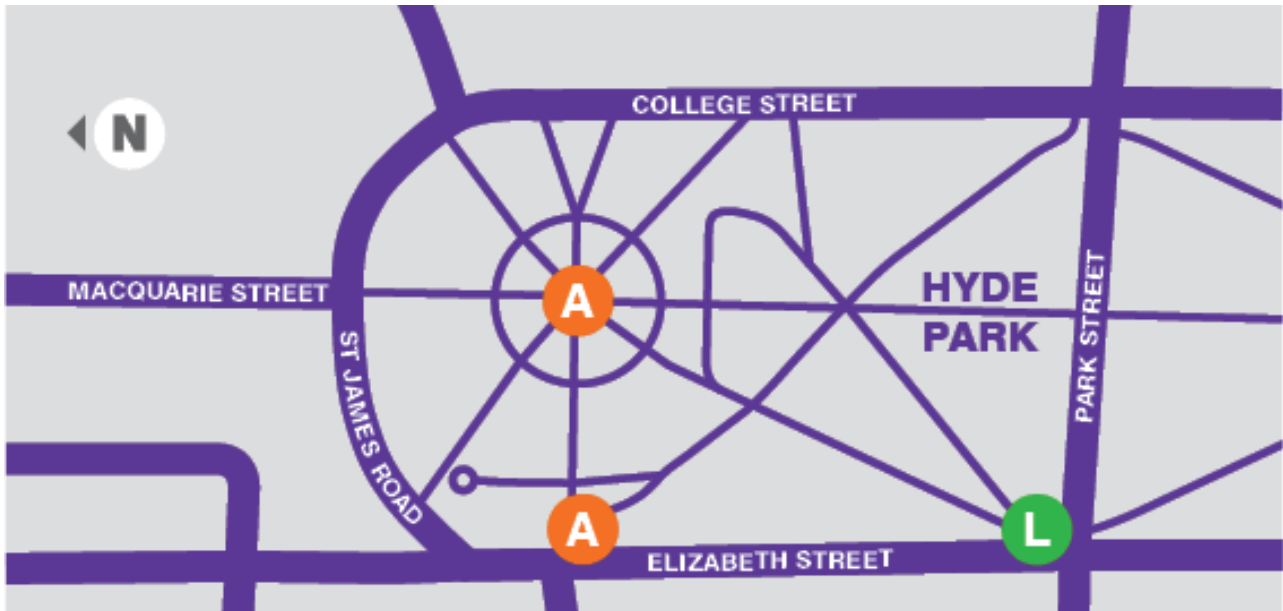 COLLEGE STREET
N
MACQUARIE STREET
A
HYDE
PARK
PARK STREET
ST JAMES ROAD
A
L
ELIZABETH STREET